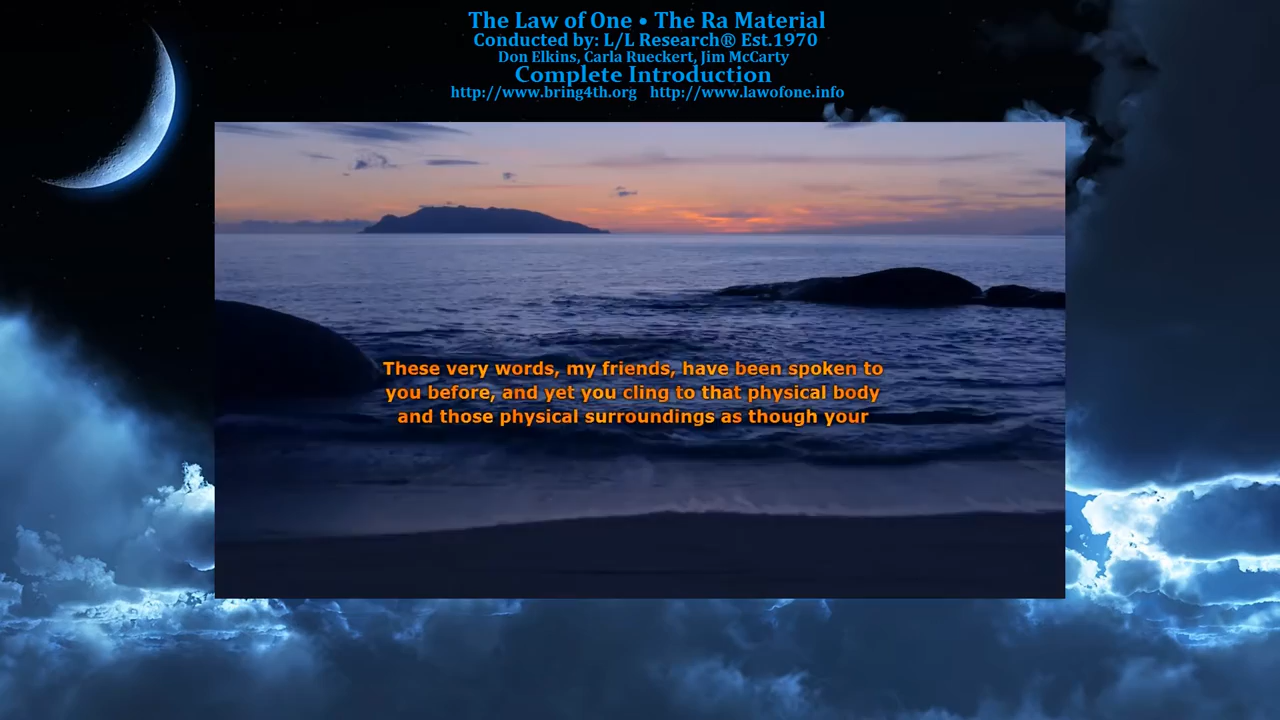 The Law of One • The Ra Material
Conducted by: L/L Research® Est.1970
Don Elkins, Carla Rueckert, Jim McCarty
Complete Introduction
http://www.bring4th.org http://www.lawofone.info
These very words, my friends, have been spoken to
you before, and yet you cling to that physical body
and those physical surroundings as though your